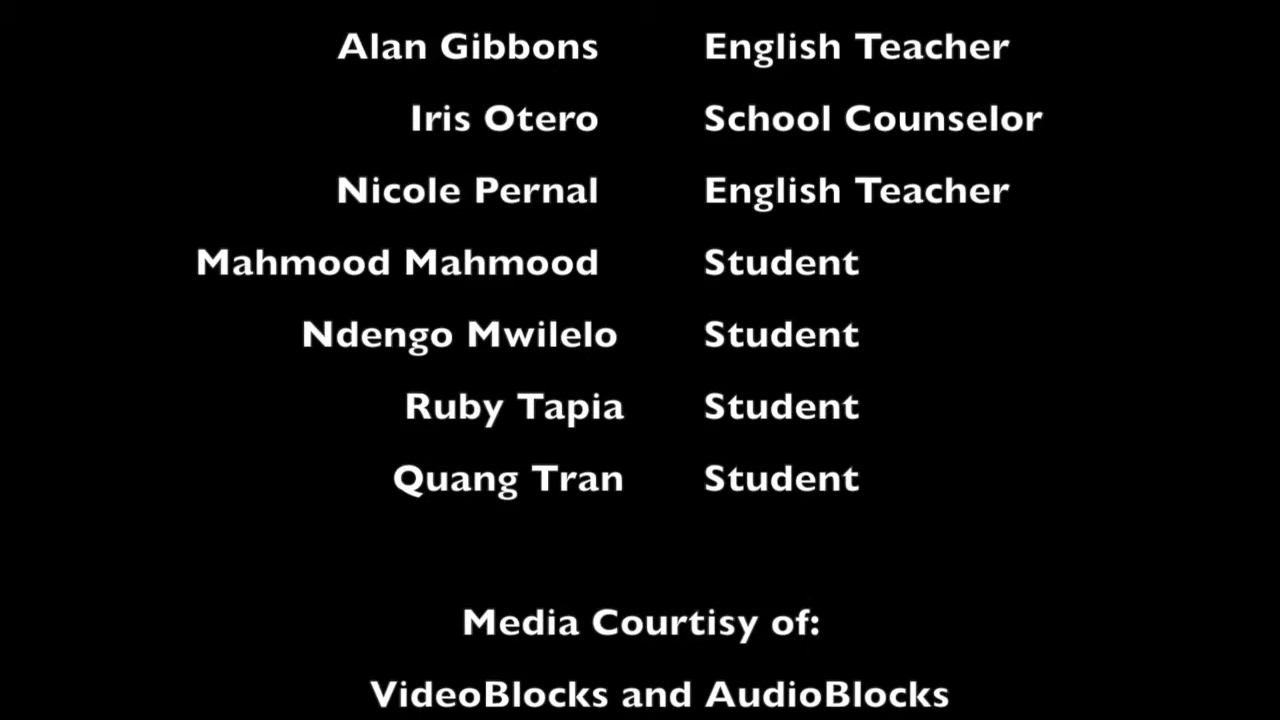 Alan Gibbons English Teacher
Iris Otero School Counselor
Nicole Pernal English Teacher
Mahmood Mahmood Student
Ndengo Mwilelo Student
Ruby Tapia Student
Quang Tran Student
Media Courtisy of:
VideoBlocks and AudioBlocks